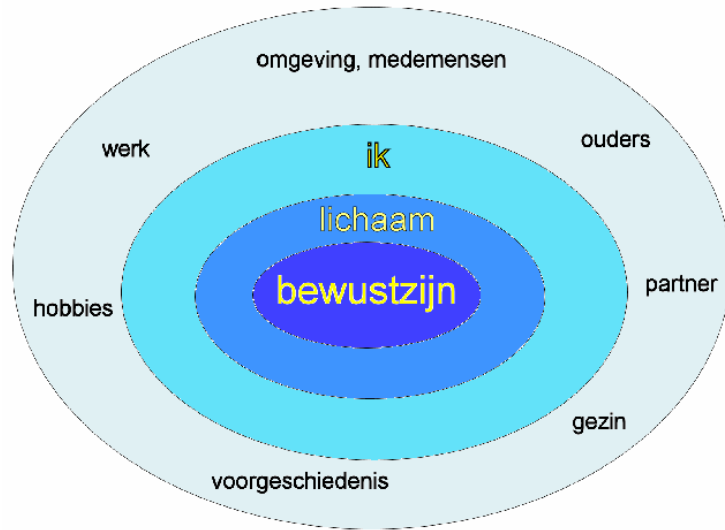 omgeving, medemensen
werk
ouders
ik
lichaam
bewustzijn
partner
hobbies
gezin
voorgeschiedenis